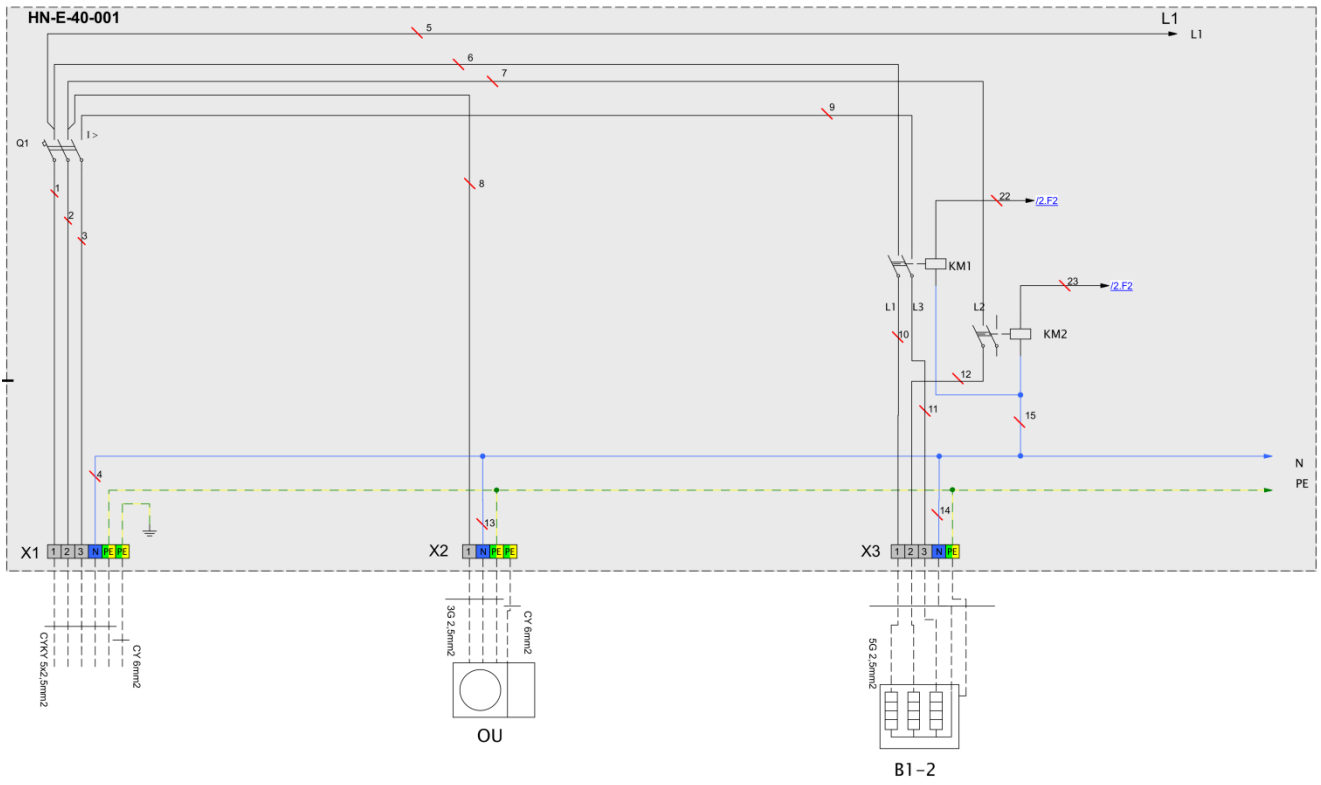 HN-E-40-001
L1
L1
5
6
7
9
Q1
I >
8
1
2
3
22
/2.F2
KM1
23
/2.F2
L1
L3
L2
10
KM2
12
11
15
4
N
PE
13
14
X1 1 2 3 N PE PE
X2 1 N PE PE
X3 1 2 3 N PE
CYKY 5x2,5mm2
CY 6mm2
3G 2,5mm2
CY 6mm2
5G 2,5mm2
OU
B1-2